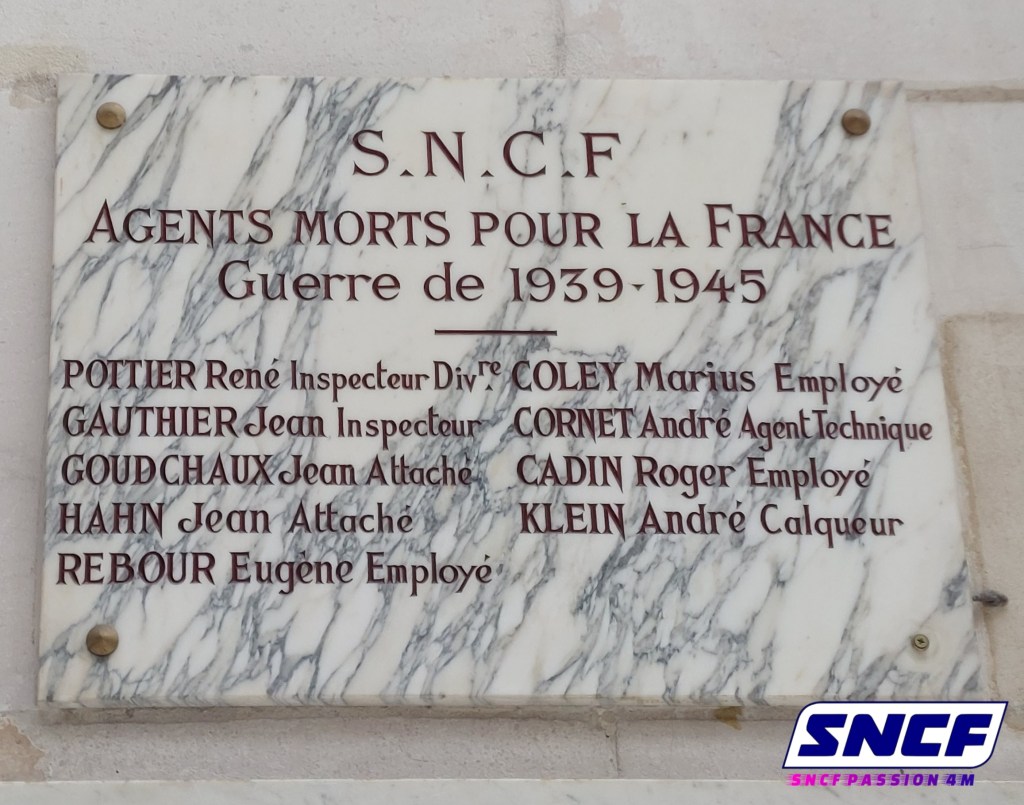 S.N.C.F
AGENTS MORTS POUR LA FRANCE
Guerre de 1939-1945
POTTIER René Inspecteur Divre.
GAUTHIER Jean Inspecteur
GOUDCHAUX Jean Attaché
HAHN Jean Attaché
REBOUR Eugène Employé
COLEY Marius Employé
CORNET André Agent Technique
CADIN Roger Employé
KLEIN André Calqueur
SNCF
SNCF PASSION 4M